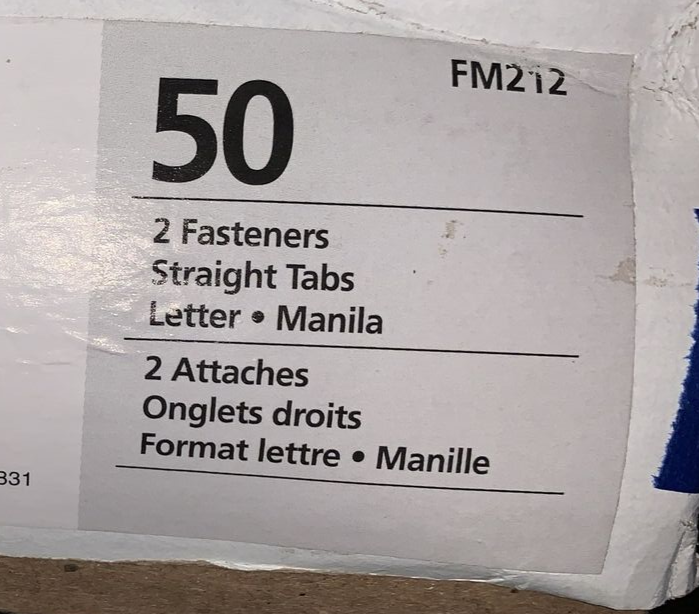 FM212
50
2 Fasteners
Straight Tabs
Letter • Manila
2 Attaches
Onglets droits
Format lettre • Manille
331